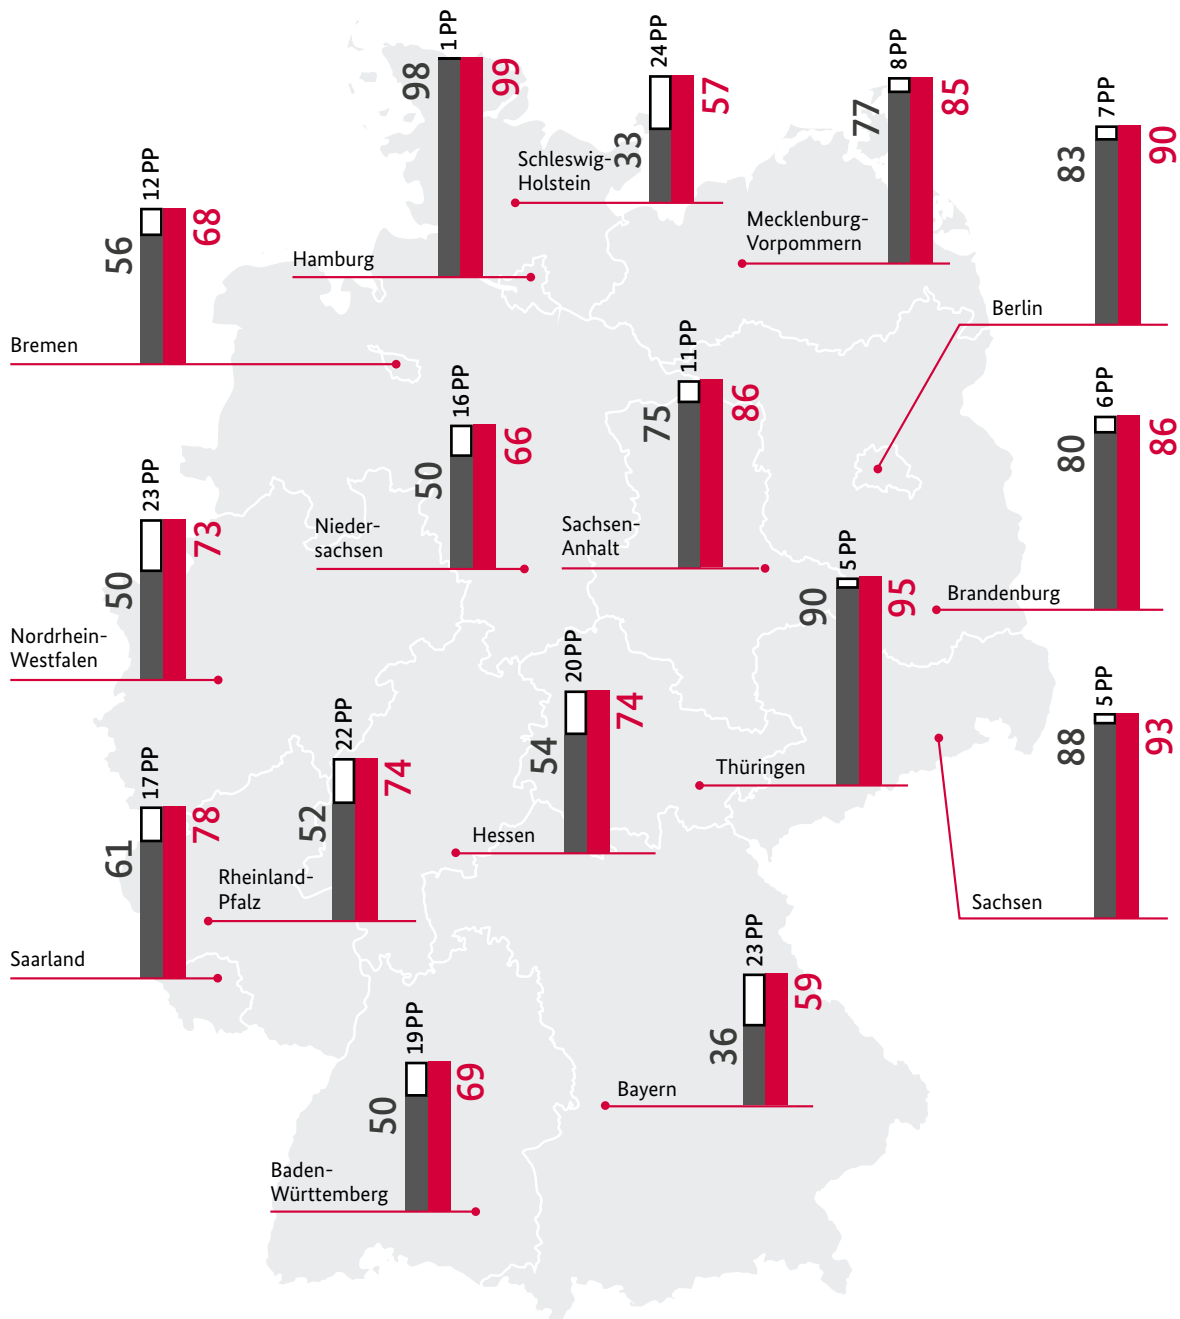 98
1 PP
99
Hamburg
33
24 PP
57
Schleswig-
Holstein
77
8 PP
85
Mecklenburg-
Vorpommern
83
7 PP
90
Berlin
56
12 PP
68
Bremen
50
16 PP
66
Nieder-
sachsen
75
11 PP
86
Sachsen-
Anhalt
80
6 PP
86
Brandenburg
50
23 PP
73
Nordrhein-
Westfalen
90
5 PP
95
Thüringen
54
20 PP
74
Hessen
88
5 PP
93
Sachsen
52
22 PP
74
Rheinland-
Pfalz
61
17 PP
78
Saarland
36
23 PP
59
Bayern
50
19 PP
69
Baden-
Württemberg